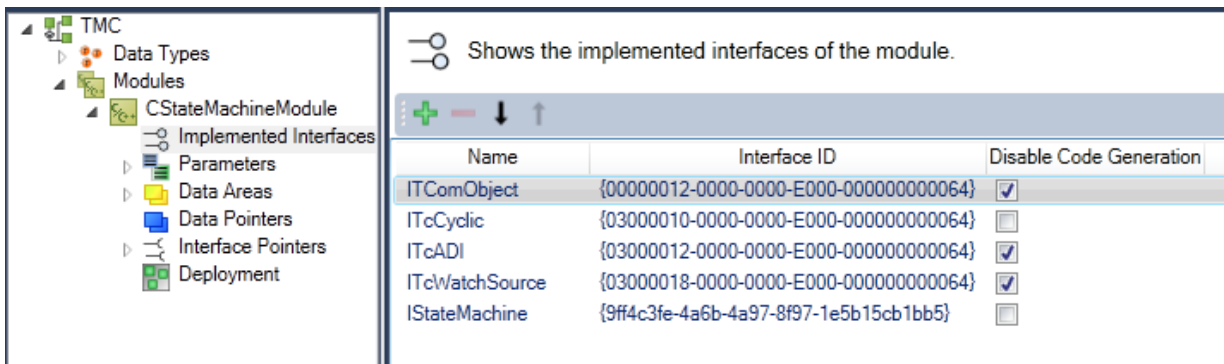 TMC
Data Types
Modules
CStateMachineModule
Implemented Interfaces
Parameters
Data Areas
Data Pointers
Interface Pointers
Deployment
Shows the implemented interfaces of the module.
Name Interface ID Disable Code Generation
ITComObject {00000012-0000-0000-E000-000000000064}
ITcCyclic {03000010-0000-0000-E000-000000000064}
ITcADI {03000012-0000-0000-E000-000000000064}
ITcWatchSource {03000018-0000-0000-E000-000000000064}
IStateMachine {9ff4c3fe-4a6b-4a97-8f97-1e5b15cb1bb5}